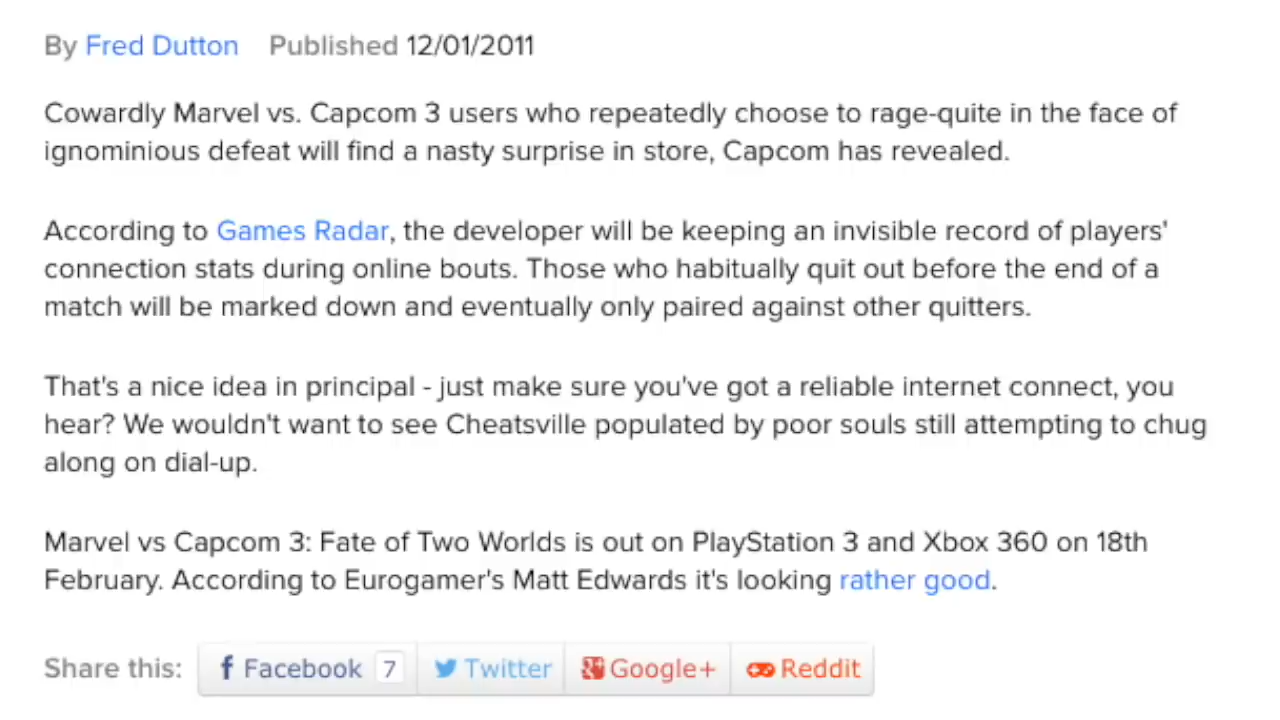 By Fred Dutton Published 12/01/2011
Cowardly Marvel vs. Capcom 3 users who repeatedly choose to rage-quite in the face of
ignominious defeat will find a nasty surprise in store, Capcom has revealed.
According to Games Radar, the developer will be keeping an invisible record of players'
connection stats during online bouts. Those who habitually quit out before the end of a
match will be marked down and eventually only paired against other quitters.
That's a nice idea in principal - just make sure you've got a reliable internet connect, you
hear? We wouldn't want to see Cheatsville populated by poor souls still attempting to chug
along on dial-up.
Marvel vs Capcom 3: Fate of Two Worlds is out on PlayStation 3 and Xbox 360 on 18th
February. According to Eurogamer's Matt Edwards it's looking rather good.
Share this: f Facebook 7 Twitter Google+ Reddit